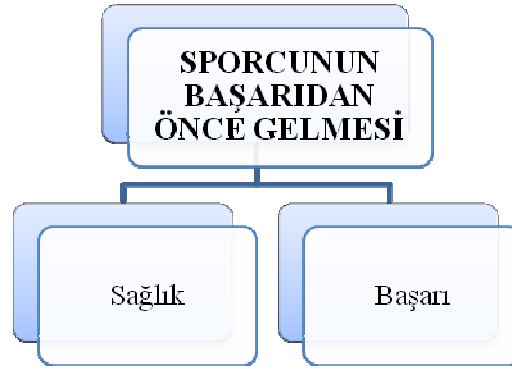 SPORCUNUN
BAŞARIDAN
ÖNCE GELMESİ
Sağlık
Başarı